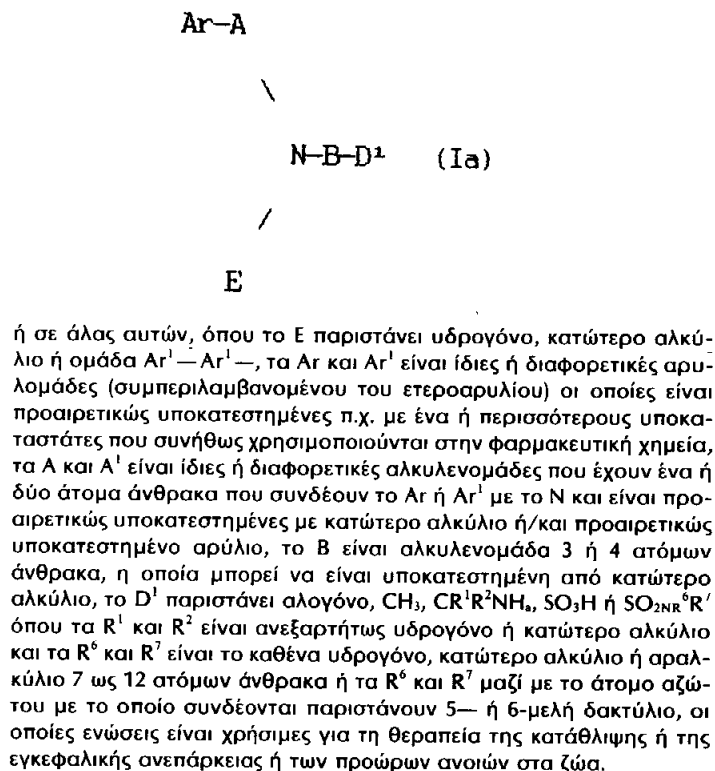 Ar—A
\
N—B—D¹ (Ia)
/
E
ή σε άλας αυτών, όπου το Ε παριστάνει υδρογόνο, κατώτερο αλκύ-
λιο ή ομάδα Ar¹—Ar¹—, τα Ar και Ar¹ είναι ίδιες ή διαφορετικές αρυ-
λομάδες (συμπεριλαμβανομένου του ετεροαρυλίου) οι οποίες είναι
προαιρετικώς υποκατεστημένες π.χ. με ένα ή περισσότερους υποκα-
ταστάτες που συνήθως χρησιμοποιούνται στην φαρμακευτική χημεία,
τα Α και Α¹ είναι ίδιες ή διαφορετικές αλκυλενομάδες που έχουν ένα ή
δύο άτομα άνθρακα που συνδέουν το Ar ή Ar¹ με το Ν και είναι προ-
αιρετικώς υποκατεστημένες με κατώτερο αλκύλιο ή/και προαιρετικώς
υποκατεστημένο αρύλιο, το Β είναι αλκυλενομάδα 3 ή 4 ατόμων
άνθρακα, η οποία μπορεί να είναι υποκατεστημένη από κατώτερο
αλκύλιο, το D¹ παριστάνει αλογόνο, CH₃, CR¹R²NHₐ, SO₃H ή SO₂NR⁶R⁷
όπου τα R¹ και R² είναι ανεξαρτήτως υδρογόνο ή κατώτερο αλκύλιο
και τα R⁶ και R⁷ είναι το καθένα υδρογόνο, κατώτερο αλκύλιο ή αραλ-
κύλιο 7 ως 12 ατόμων άνθρακα ή τα R⁶ και R⁷ μαζί με το άτομο αζώ-
του με το οποίο συνδέονται παριστάνουν 5— ή 6-μελή δακτύλιο, οι
οποίες ενώσεις είναι χρήσιμες για τη θεραπεία της κατάθλιψης ή της
εγκεφαλικής ανεπάρκειας ή των προώρων ανοιών στα ζώα.